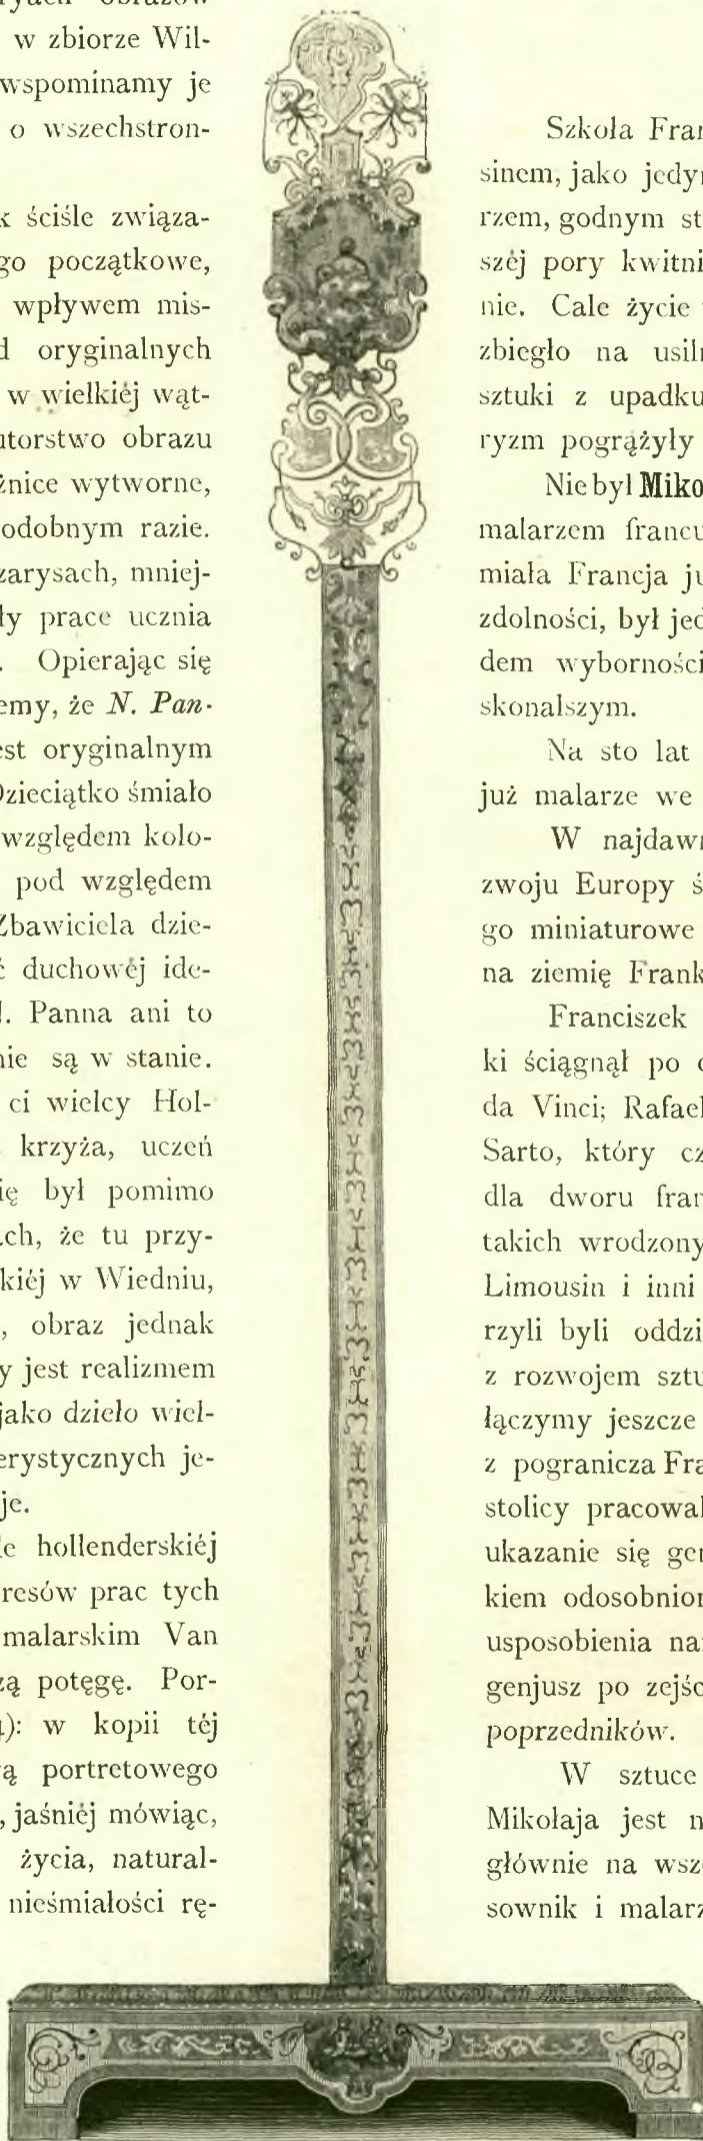 obrazów
w zbiorze Wil-
wspominamy je
o wszechstron-
ściśle związa-
go początkowe,
wpływem mis-
oryginalnych
w wielkiéj wąt-
utorstwo obrazu
żnice wytworne,
odobnym razie.
zarysach, mniej-
ły prace ucznia
. Opierając się
emy, że N. Pan-
est oryginalnym
Dzieciątko śmiało
względem kolo-
pod względem
Zbawiciela dzie-
ć duchowéj ide-
. Panna ani to
nie są w stanie.
ci wielcy Hol-
krzyża, uczeń
ię był pomimo
ch, że tu przy-
kiéj w Wiedniu,
, obraz jednak
y jest realizmem
jako dzieło wiel-
erystycznych je-
je.
le hollenderskiéj
resów prac tych
malarskim Van
zą potęgę. Por-
): w kopii téj
ą portretowego
, jaśniéj mówiąc,
życia, natural-
nieśmiałości rę-
Szkoła Fran
sinem, jako jedyn
rzem, godnym st
széj pory kwitni
nie. Cale życie
zbiegło na usiln
sztuki z upadku
ryzm pogrążyły
Nie był Miko
malarzem francu
miała Francja ju
zdolności, był jed
dem wyborności
skonalszym.
Na sto lat
już malarze we
W najdawn
zwoju Europy ś
go miniaturowe
na ziemię Frank
Franciszek
ki ściągnął po
da Vinci; Rafael
Sarto, który cz
dla dworu fran
takich wrodzony
Limousin i inni
rzyli byli oddzi
z rozwojem sztu
łączymy jeszcze
z pogranicza Fra
stolicy pracowal
ukazanie się gen
kiem odosobnion
usposobienia na
genjusz po zejśc
poprzedników.
W sztuce
Mikołaja jest n
głównie na wsz
sownik i malarz